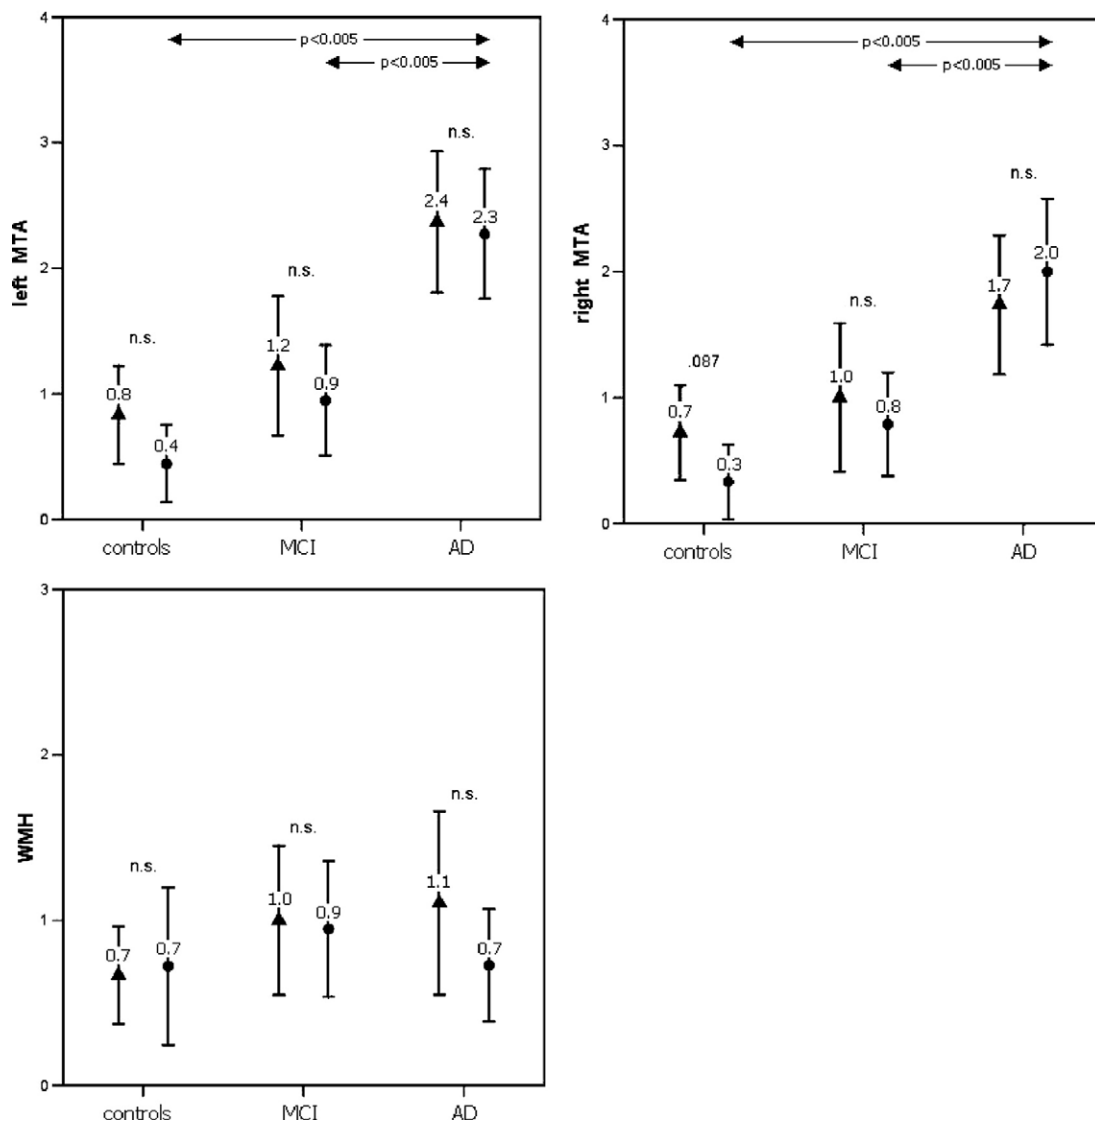 4
3
2
1
0
left MTA
p<0.005
p<0.005
n.s.
n.s.
n.s.
0.8
0.4
1.2
0.9
2.4
2.3
controls MCI AD
4
3
2
1
0
right MTA
p<0.005
p<0.005
.087
n.s.
n.s.
0.7
0.3
1.0
0.8
1.7
2.0
controls MCI AD
3
2
1
0
WMH
n.s.
n.s.
n.s.
0.7
0.7
1.0
0.9
1.1
0.7
controls MCI AD